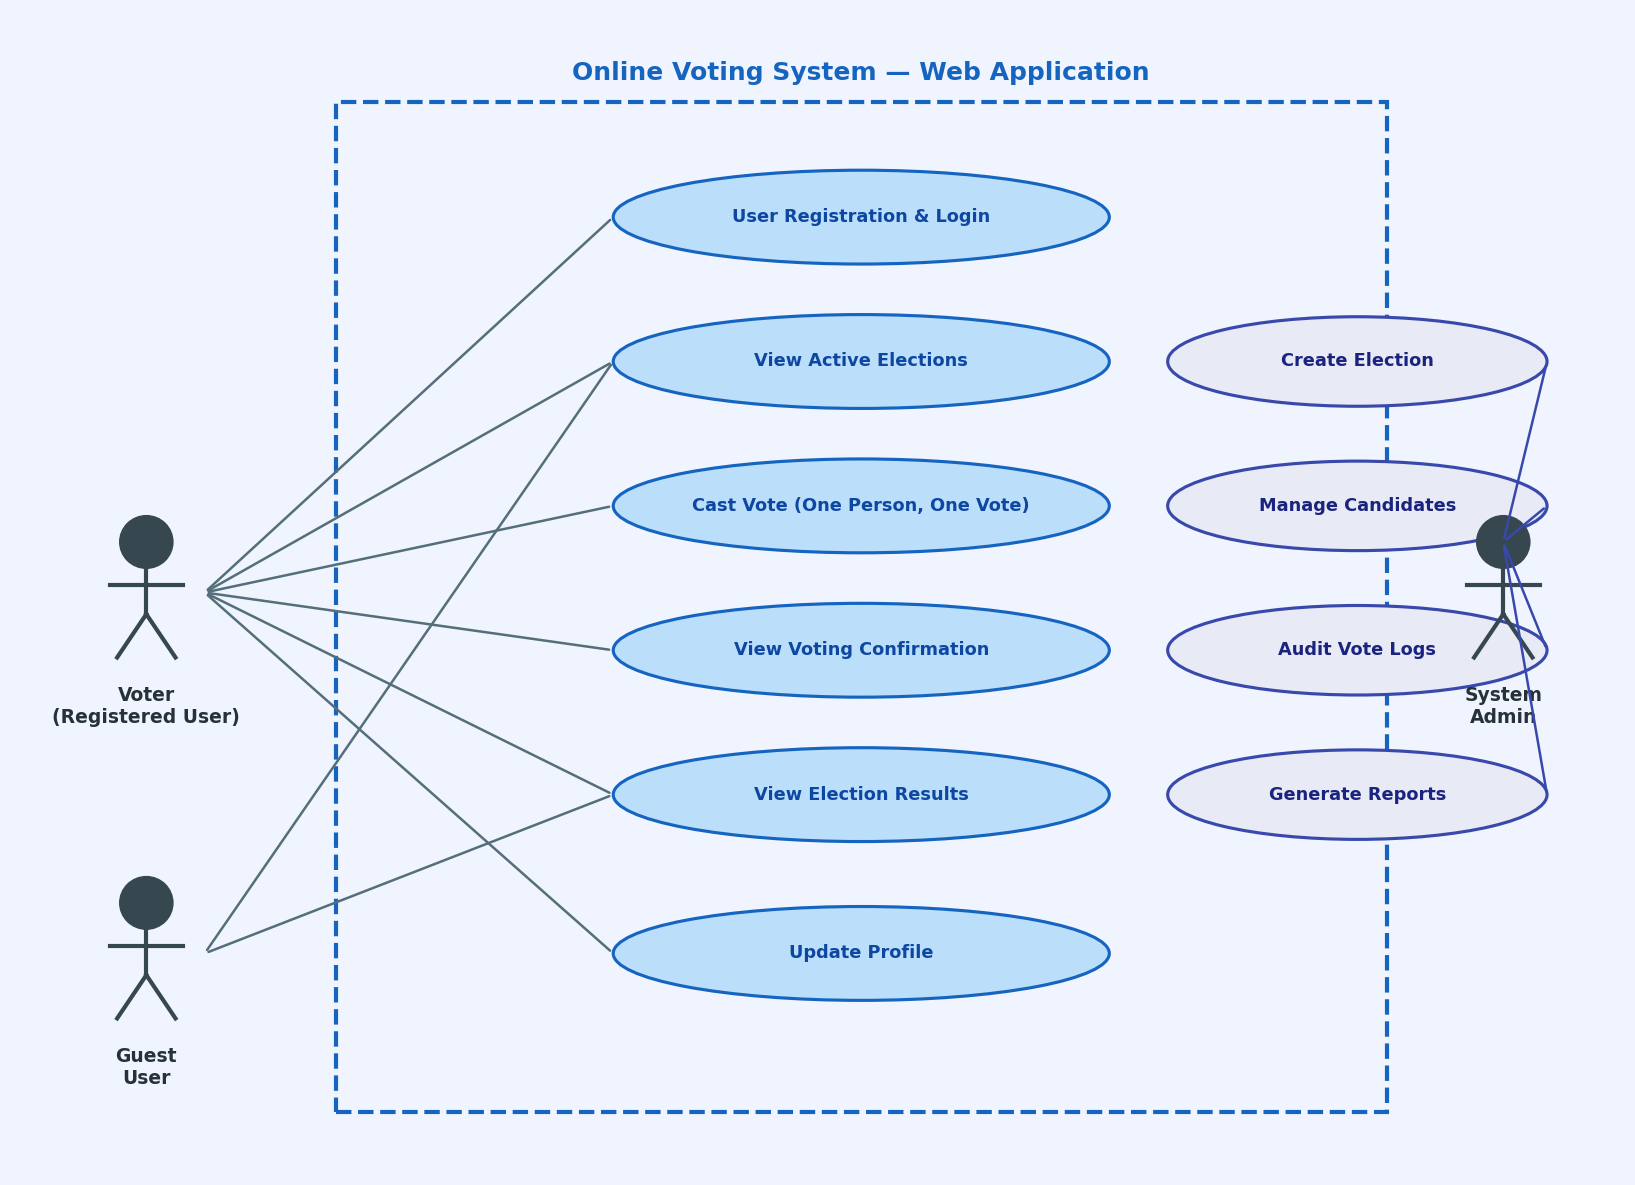 Online Voting System — Web Application
User Registration & Login
View Active Elections
Create Election
Cast Vote (One Person, One Vote)
Manage Candidates
View Voting Confirmation
Audit Vote Logs
Voter
(Registered User)
System
Admin
View Election Results
Generate Reports
Update Profile
Guest
User